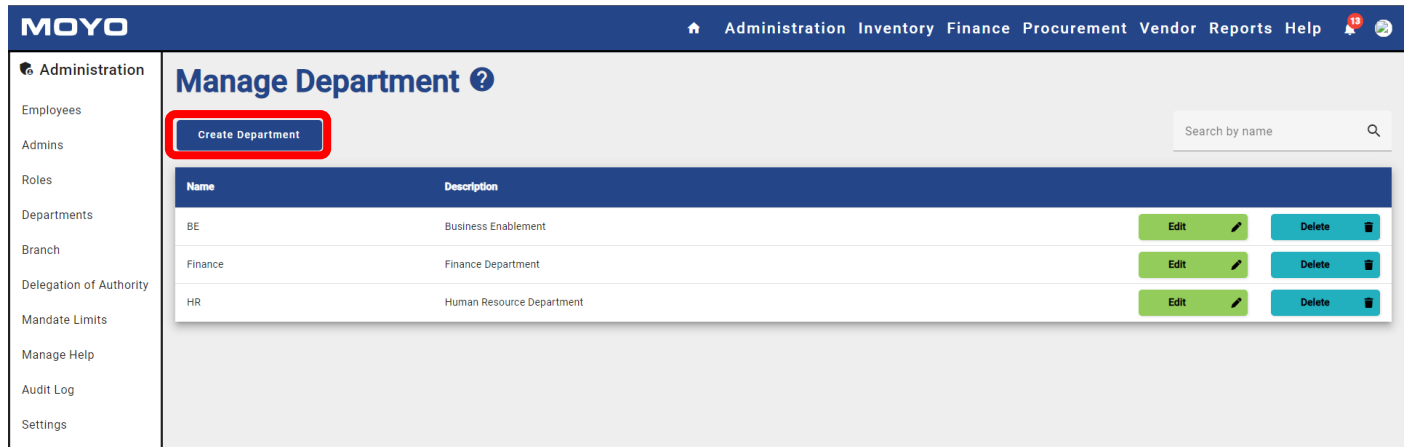 MOYO
Administration Inventory Finance Procurement Vendor Reports Help 13
Administration
Employees
Admins
Roles
Departments
Branch
Delegation of Authority
Mandate Limits
Manage Help
Audit Log
Settings
Manage Department ?
Create Department
Search by name
Name Description
BE Business Enablement Edit Delete
Finance Finance Department Edit Delete
HR Human Resource Department Edit Delete